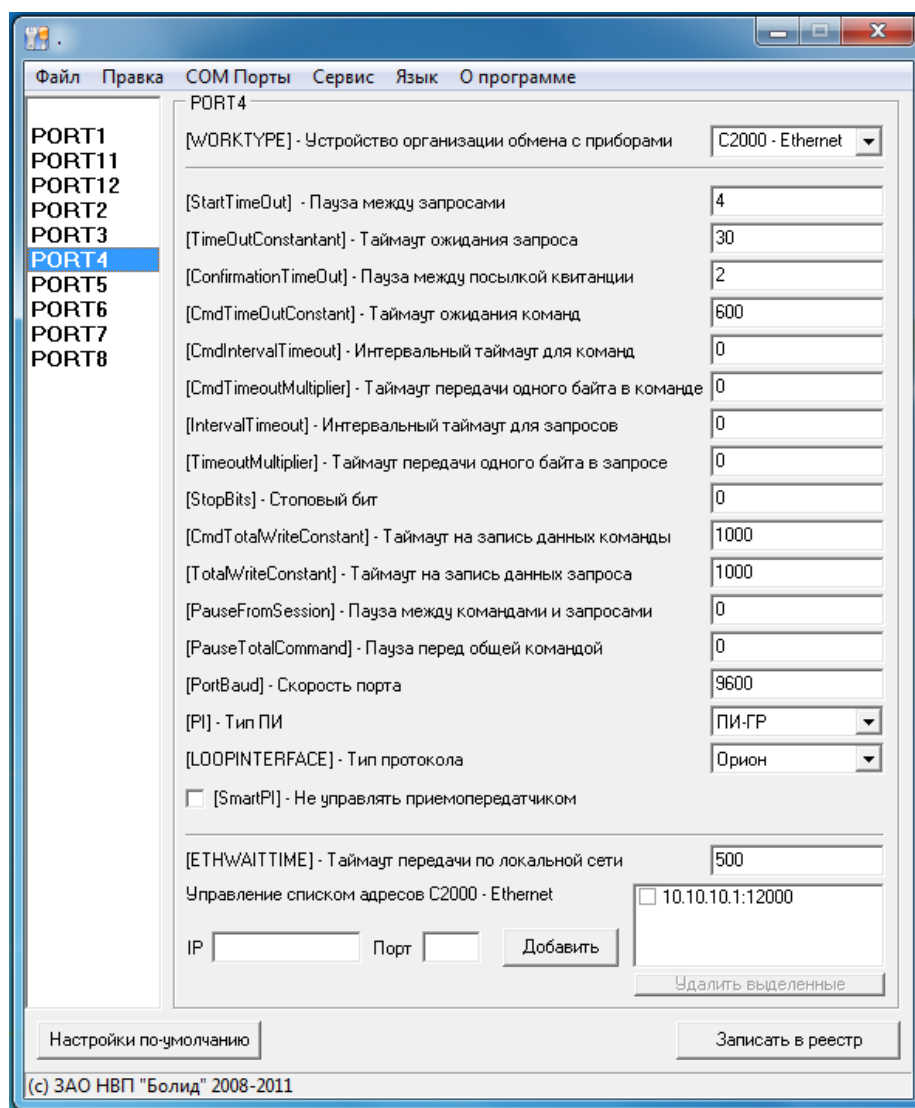 .
Файл Правка COM Порты Сервис Язык О программе
PORT1
PORT11
PORT12
PORT2
PORT3
PORT4
PORT5
PORT6
PORT7
PORT8
PORT4
[WORKTYPE] - Устройство организации обмена с приборами C2000 - Ethernet
[StartTimeOut] - Пауза между запросами 4
[TimeOutConstantant] - Таймаут ожидания запроса 30
[ConfirmationTimeOut] - Пауза между посылкой квитанции 2
[CmdTimeOutConstant] - Таймаут ожидания команд 600
[CmdIntervalTimeout] - Интервальный таймаут для команд 0
[CmdTimeoutMultiplier] - Таймаут передачи одного байта в команде 0
[IntervalTimeout] - Интервальный таймаут для запросов 0
[TimeoutMultiplier] - Таймаут передачи одного байта в запросе 0
[StopBits] - Стоповый бит 0
[CmdTotalWriteConstant] - Таймаут на запись данных команды 1000
[TotalWriteConstant] - Таймаут на запись данных запроса 1000
[PauseFromSession] - Пауза между командами и запросами 0
[PauseTotalCommand] - Пауза перед общей командой 0
[PortBaud] - Скорость порта 9600
[PI] - Тип ПИ ПИ-ГР
[LOOPINTERFACE] - Тип протокола Орион
[SmartPI] - Не управлять приемопередатчиком
[ETHWAITTIME] - Таймаут передачи по локальной сети 500
Управление списком адресов C2000 - Ethernet 10.10.10.1:12000
IP Порт Добавить
Удалить выделенные
Настройки по-умолчанию Записать в реестр
(c) ЗАО НВП "Болид" 2008-2011